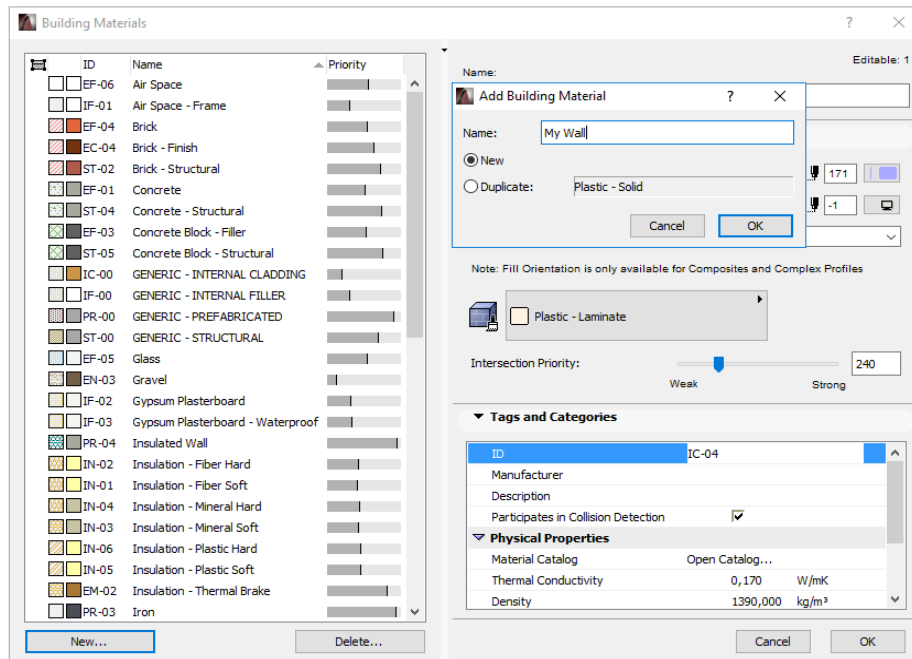 Building Materials
ID Name Priority
EF-06 Air Space
IF-01 Air Space - Frame
EF-04 Brick
EC-04 Brick - Finish
ST-02 Brick - Structural
EF-01 Concrete
ST-04 Concrete - Structural
EF-03 Concrete Block - Filler
ST-05 Concrete Block - Structural
IC-00 GENERIC - INTERNAL CLADDING
IF-00 GENERIC - INTERNAL FILLER
PR-00 GENERIC - PREFABRICATED
ST-00 GENERIC - STRUCTURAL
EF-05 Glass
EN-03 Gravel
IF-02 Gypsum Plasterboard
IF-03 Gypsum Plasterboard - Waterproof
PR-04 Insulated Wall
IN-02 Insulation - Fiber Hard
IN-01 Insulation - Fiber Soft
IN-04 Insulation - Mineral Hard
IN-03 Insulation - Mineral Soft
IN-06 Insulation - Plastic Hard
IN-05 Insulation - Plastic Soft
EM-02 Insulation - Thermal Brake
PR-03 Iron
New...
Delete...
Editable: 1
Name:
Add Building Material ?
Name: My Wall
New
Duplicate: Plastic - Solid
Cancel OK
171
-1
Note: Fill Orientation is only available for Composites and Complex Profiles
Plastic - Laminate
Intersection Priority: 240
Weak Strong
Tags and Categories
ID IC-04
Manufacturer
Description
Participates in Collision Detection
Physical Properties
Material Catalog Open Catalog...
Thermal Conductivity 0,170 W/mK
Density 1390,000 kg/m³
Cancel OK